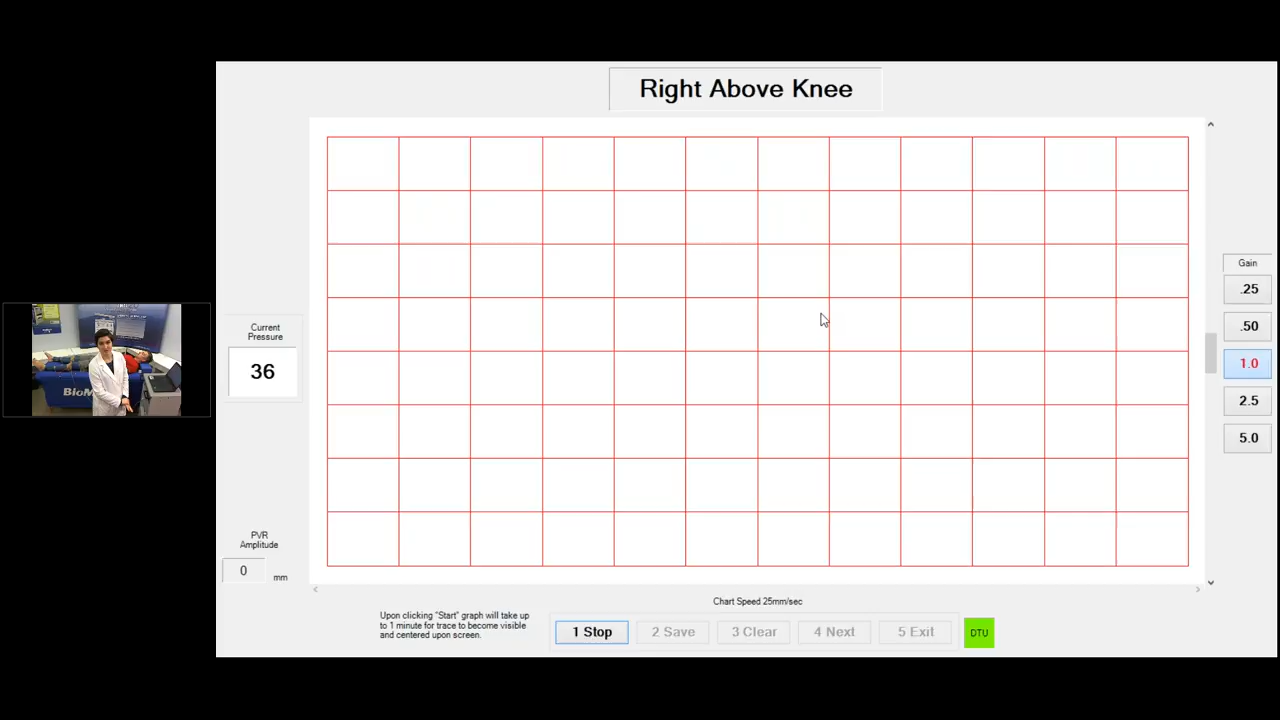 Right Above Knee
Current
Pressure
36
Gain
.25
.50
1.0
2.5
5.0
PVR
Amplitude
0
mm
Chart Speed 25mm/sec
Upon clicking "Start" graph will take up
to 1 minute for trace to become visible
and centered upon screen.
1 Stop
2 Save
3 Clear
4 Next
5 Exit
DTU